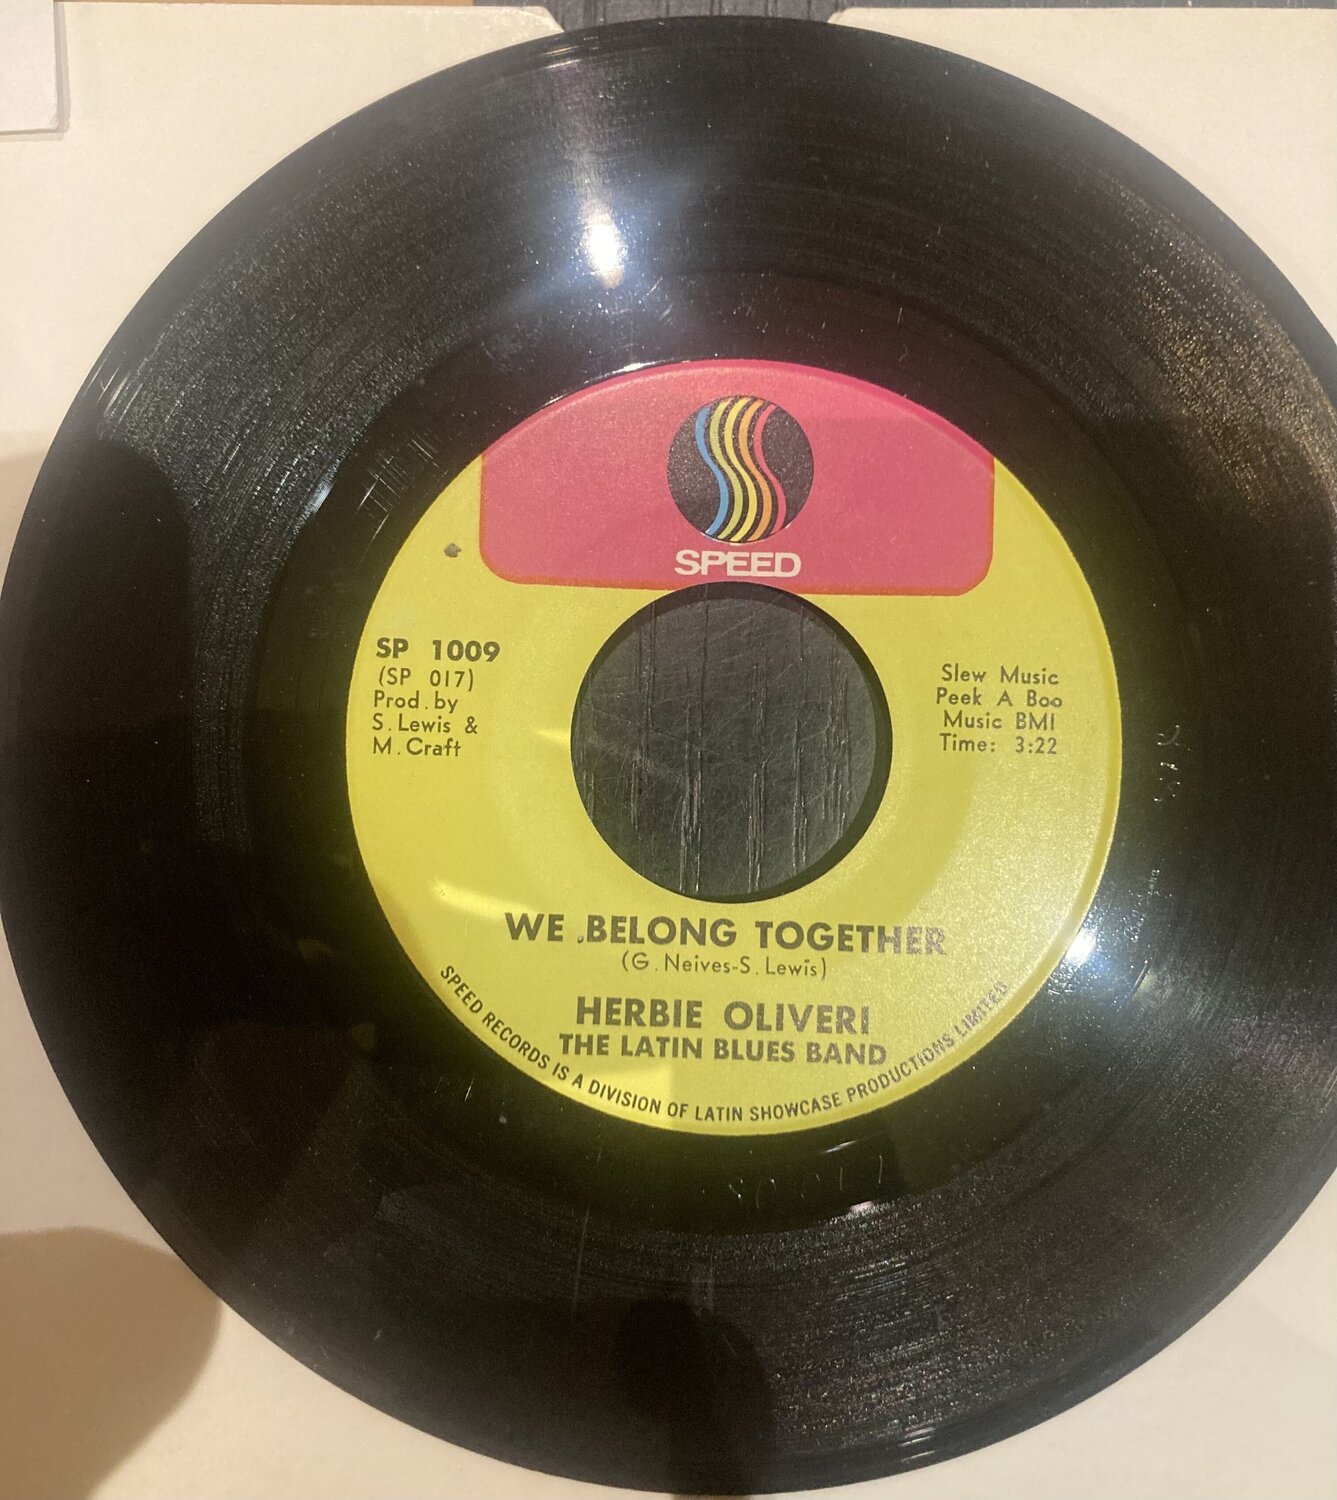 SPEED
SP 1009
(SP 017)
Prod. by
S. Lewis &
M. Craft
Slew Music
Peek A Boo
Music BMI
Time: 3:22
WE BELONG TOGETHER
(G. Neives-S. Lewis)
HERBIE OLIVERI
THE LATIN BLUES BAND
SPEED RECORDS IS A DIVISION OF LATIN SHOWCASE PRODUCTIONS LIMITED